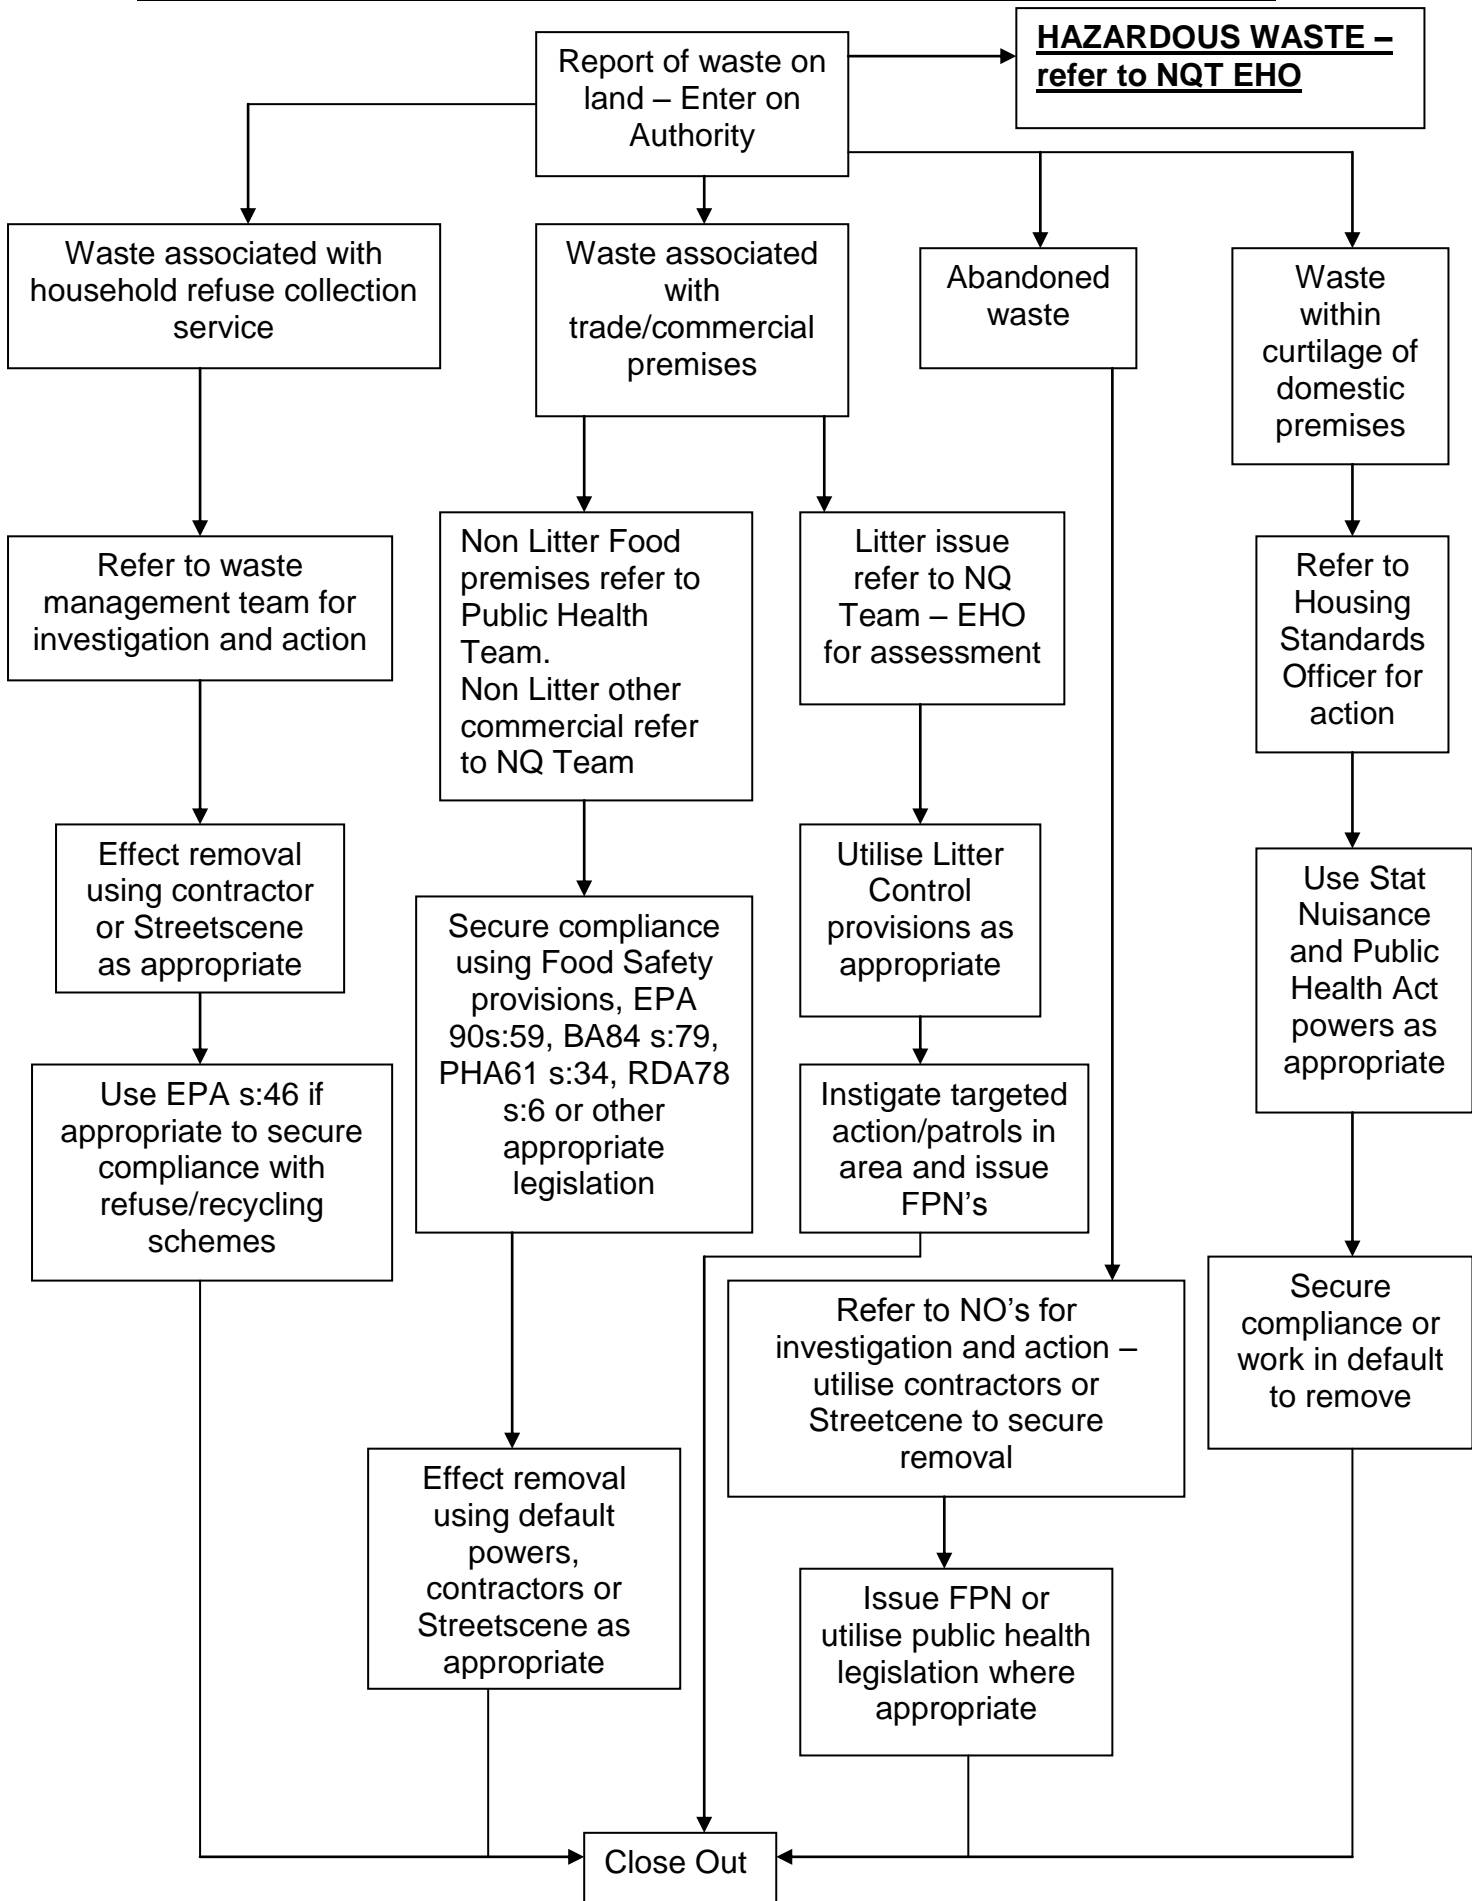 Report of waste on
land – Enter on
Authority
HAZARDOUS WASTE –
refer to NQT EHO
Waste associated with
household refuse collection
service
Waste associated
with
trade/commercial
premises
Abandoned
waste
Waste
within
curtilage of
domestic
premises
Refer to waste
management team for
investigation and action
Non Litter Food
premises refer to
Public Health
Team.
Non Litter other
commercial refer
to NQ Team
Litter issue
refer to NQ
Team – EHO
for assessment
Refer to
Housing
Standards
Officer for
action
Effect removal
using contractor
or Streetscene
as appropriate
Secure compliance
using Food Safety
provisions, EPA
90s:59, BA84 s:79,
PHA61 s:34, RDA78
s:6 or other
appropriate
legislation
Utilise Litter
Control
provisions as
appropriate
Use Stat
Nuisance
and Public
Health Act
powers as
appropriate
Use EPA s:46 if
appropriate to secure
compliance with
refuse/recycling
schemes
Instigate targeted
action/patrols in
area and issue
FPN’s
Refer to NO’s for
investigation and action –
utilise contractors or
Streetcene to secure
removal
Secure
compliance or
work in default
to remove
Effect removal
using default
powers,
contractors or
Streetscene as
appropriate
Issue FPN or
utilise public health
legislation where
appropriate
Close Out